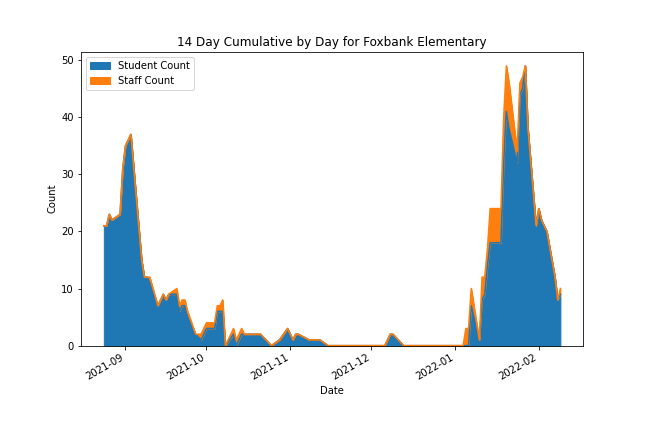 14 Day Cumulative by Day for Foxbank Elementary
Student Count
Staff Count
Count
50
40
30
20
10
0
2021-09
2021-10
2021-11
2021-12
2022-01
2022-02
Date